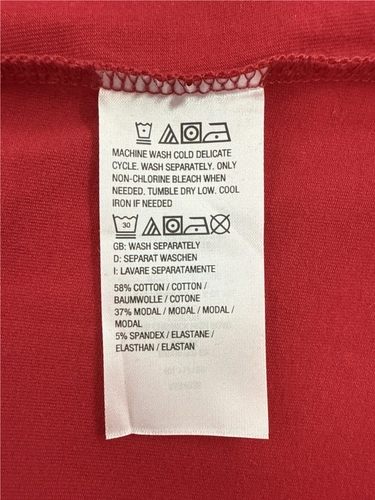 MACHINE WASH COLD DELICATE
CYCLE. WASH SEPARATELY. ONLY
NON-CHLORINE BLEACH WHEN
NEEDED. TUMBLE DRY LOW. COOL
IRON IF NEEDED
30
GB: WASH SEPARATELY
D: SEPARAT WASCHEN
I: LAVARE SEPARATAMENTE
58% COTTON / COTTON /
BAUMWOLLE / COTONE
37% MODAL / MODAL / MODAL /
MODAL
5% SPANDEX / ELASTANE /
ELASTHAN / ELASTAN